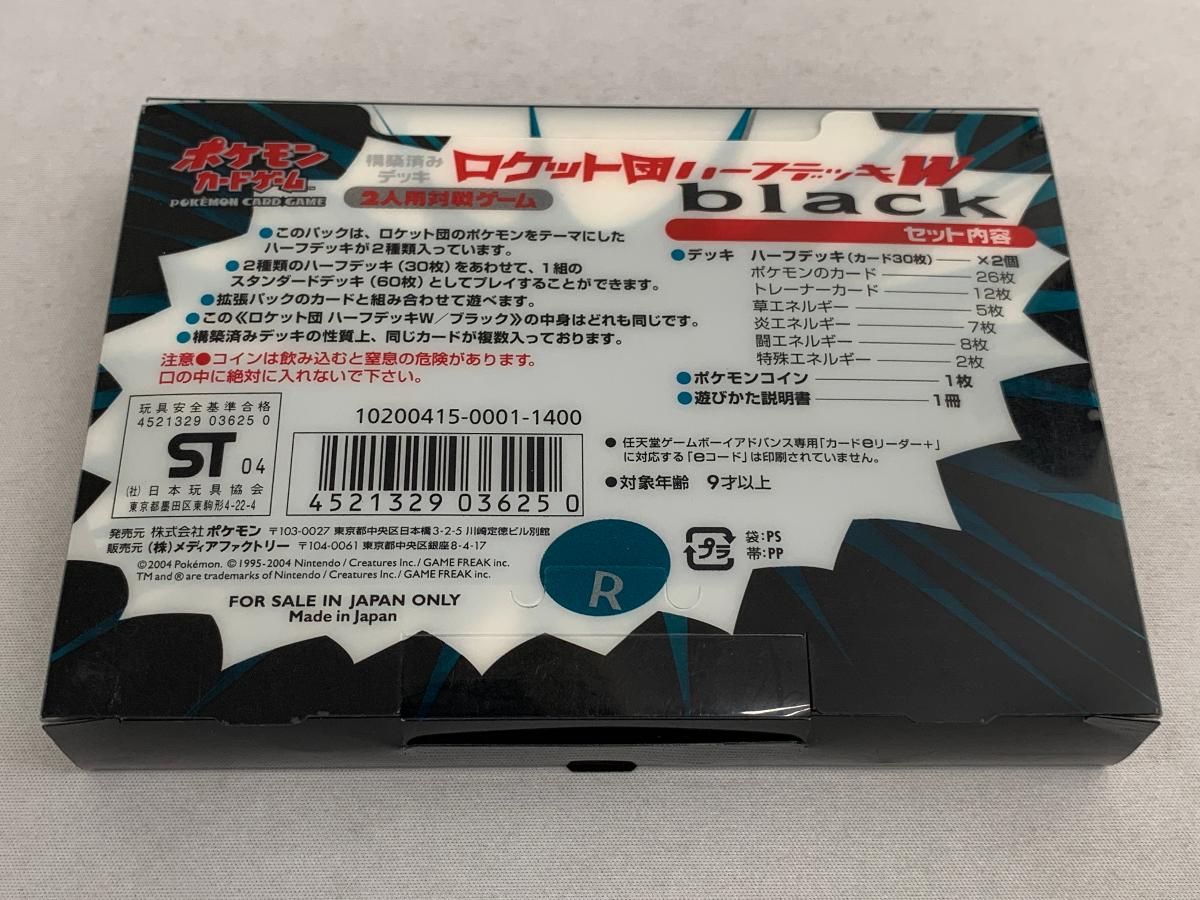 ポケモン
カードゲーム™
POKÉMON CARD GAME
構築済み
デッキ
ロケット団ハーフデッキW
black
2人用対戦ゲーム
●このパックは、ロケット団のポケモンをテーマにした
ハーフデッキが2種類入っています。
●2種類のハーフデッキ(30枚)をあわせて、1組の
スタンダードデッキ(60枚)としてプレイすることができます。
●拡張パックのカードと組み合わせて遊べます。
●この《ロケット団 ハーフデッキW/ブラック》の中身はどれも同じです。
●構築済みデッキの性質上、同じカードが複数入っております。
注意●コインは飲み込むと窒息の危険があります。
口の中に絶対に入れないで下さい。
セット内容
●デッキ ハーフデッキ(カード30枚)―×2個
ポケモンのカード――26枚
トレーナーカード――12枚
草エネルギー――5枚
炎エネルギー――7枚
闘エネルギー――8枚
特殊エネルギー――2枚
●ポケモンコイン――1枚
●遊びかた説明書――1冊
玩具安全基準合格
4521329 03625 0
ST 04
(社)日本玩具協会
東京都墨田区東駒形4-22-4
10200415-0001-1400
4521329 036250
●任天堂ゲームボーイアドバンス専用「カードeリーダー+」
に対応する「eコード」は印刷されていません。
●対象年齢 9才以上
発売元 株式会社ポケモン 〒103-0027 東京都中央区日本橋3-2-5 川崎定徳ビル別館
販売元 (株)メディアファクトリー 〒104-0061 東京都中央区銀座8-4-17
©2004 Pokémon. ©1995-2004 Nintendo / Creatures Inc. / GAME FREAK inc.
TM and ® are trademarks of Nintendo / Creatures Inc. / GAME FREAK inc.
FOR SALE IN JAPAN ONLY
Made in Japan
R
プラ
袋:PS
帯:PP